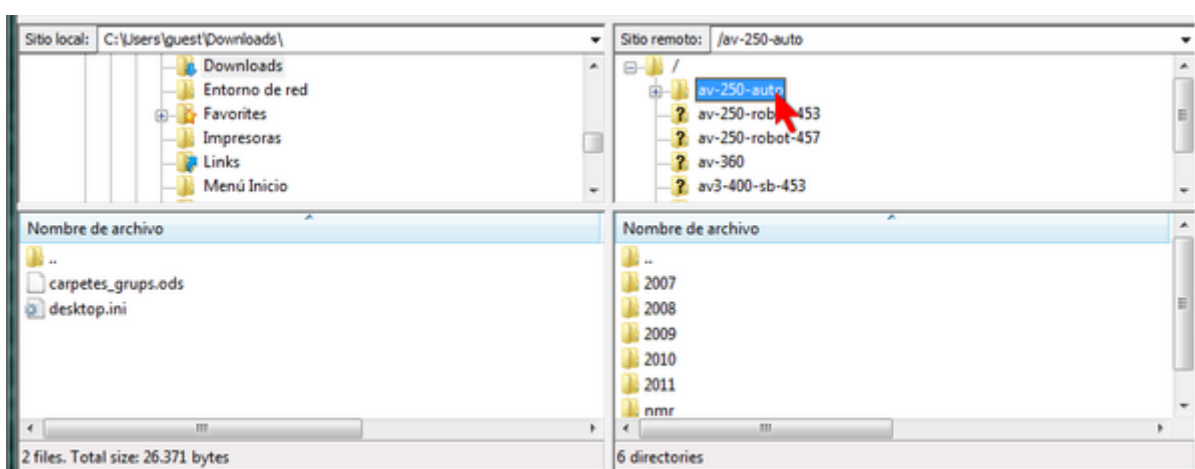 Sitio local: C:\Users\guest\Downloads\
Downloads
Entorno de red
Favorites
Impresoras
Links
Menú Inicio
Nombre de archivo
..
carpetes_grups.ods
desktop.ini
2 files. Total size: 26.371 bytes
Sitio remoto: /av-250-auto
/
av-250-auto
av-250-robot-453
av-250-robot-457
av-360
av3-400-sb-453
Nombre de archivo
..
2007
2008
2009
2010
2011
nmr
6 directories